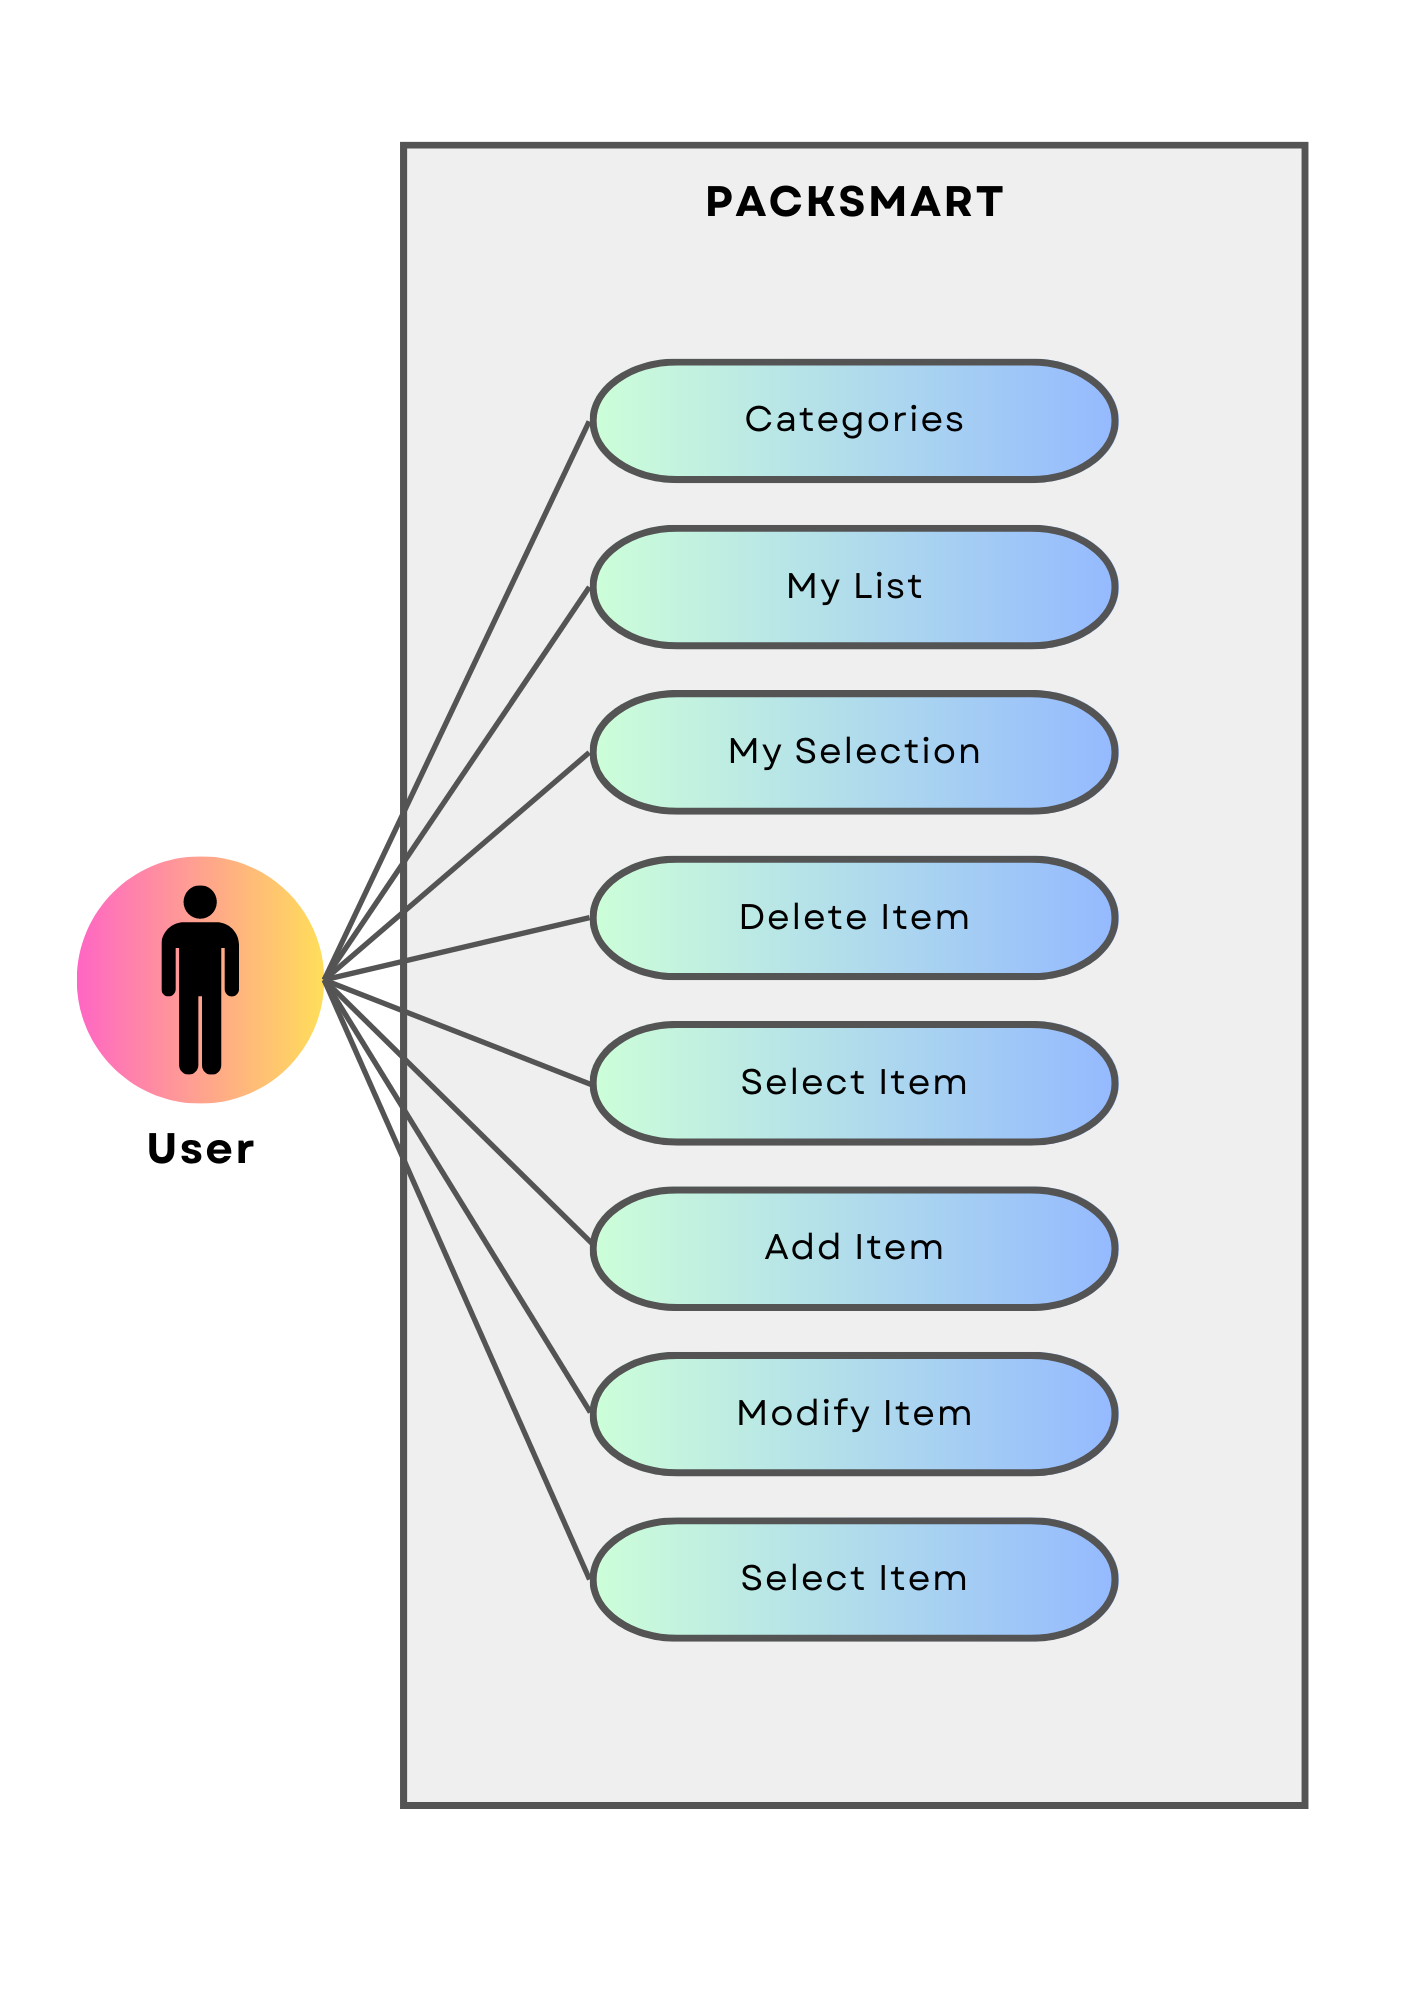 PACKSMART
Categories
My List
My Selection
Delete Item
Select Item
Add Item
Modify Item
Select Item
User